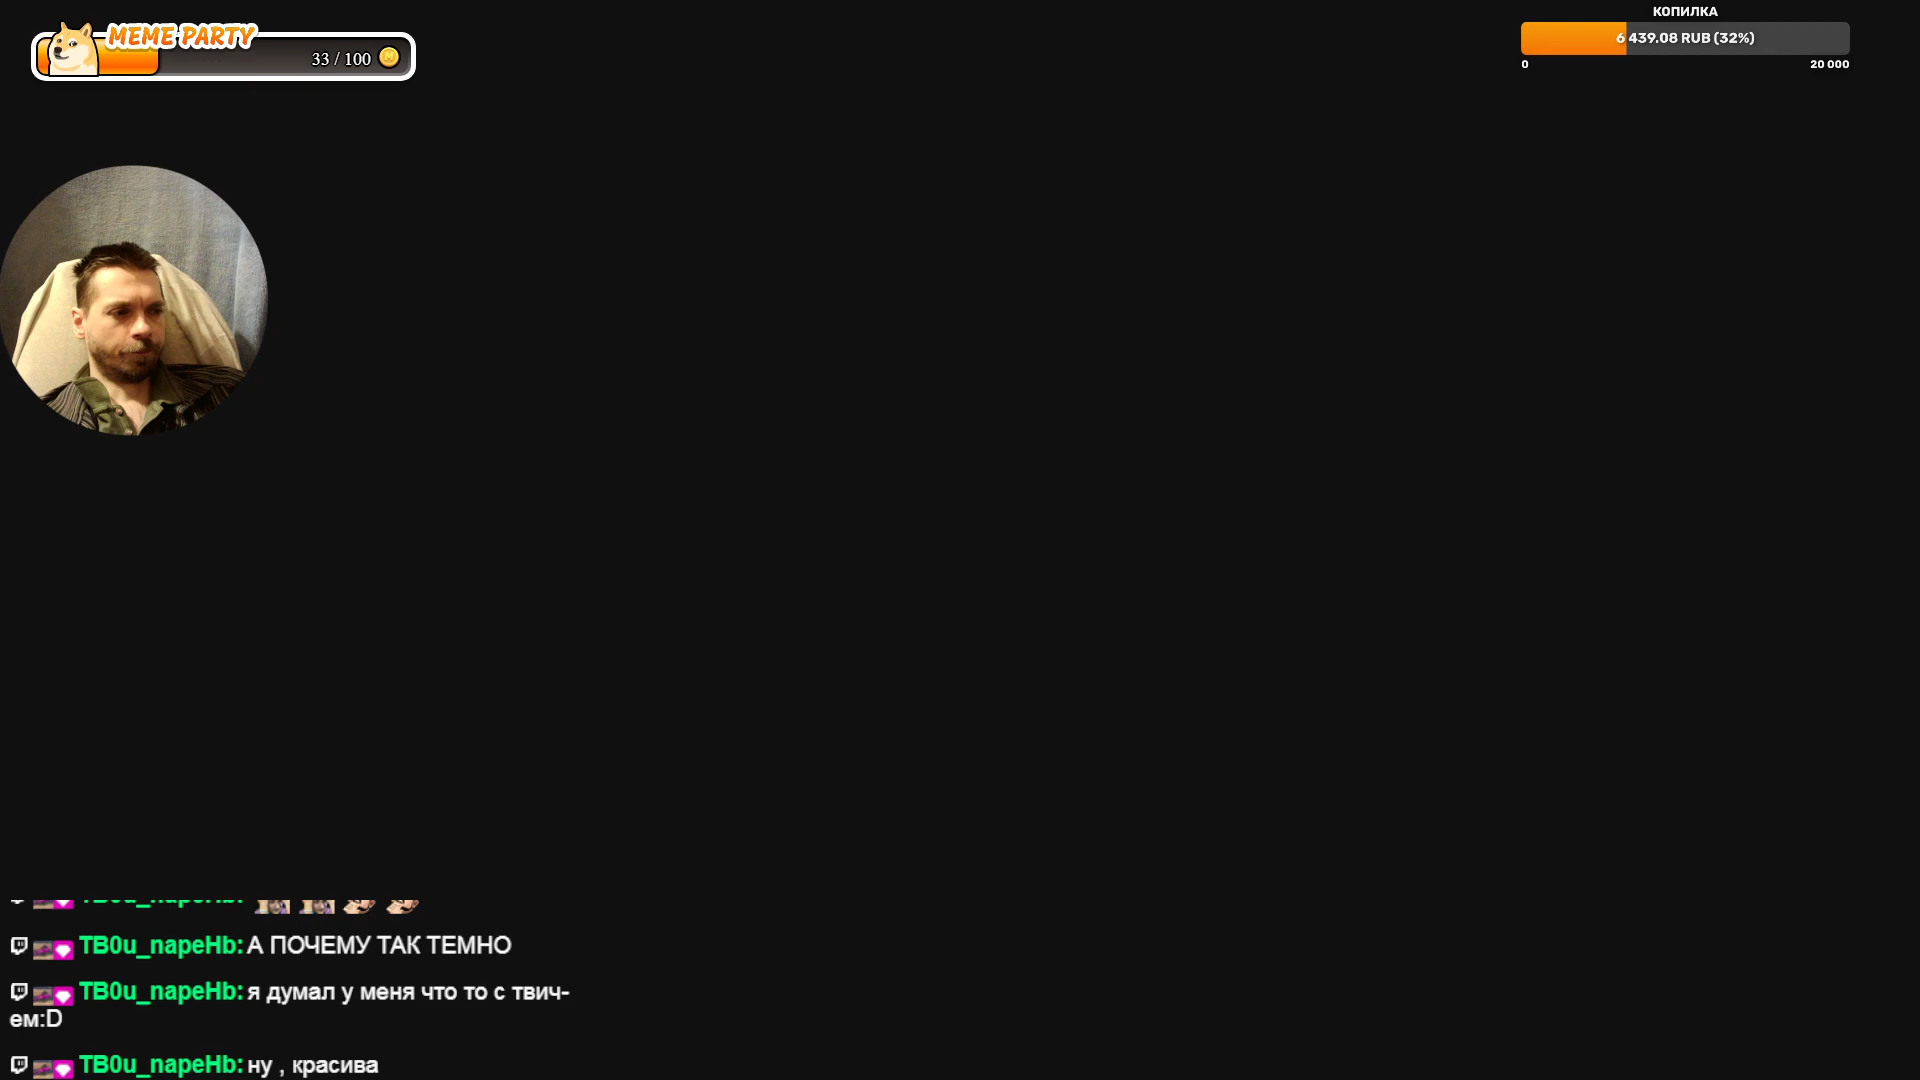 MEME PARTY
33 / 100
КОПИЛКА
6 439.08 RUB (32%)
0
20 000
TB0u_napeHb:
TB0u_napeHb: А ПОЧЕМУ ТАК ТЕМНО
TB0u_napeHb: я думал у меня что то с твич-
ем:D
TB0u_napeHb: ну , красива